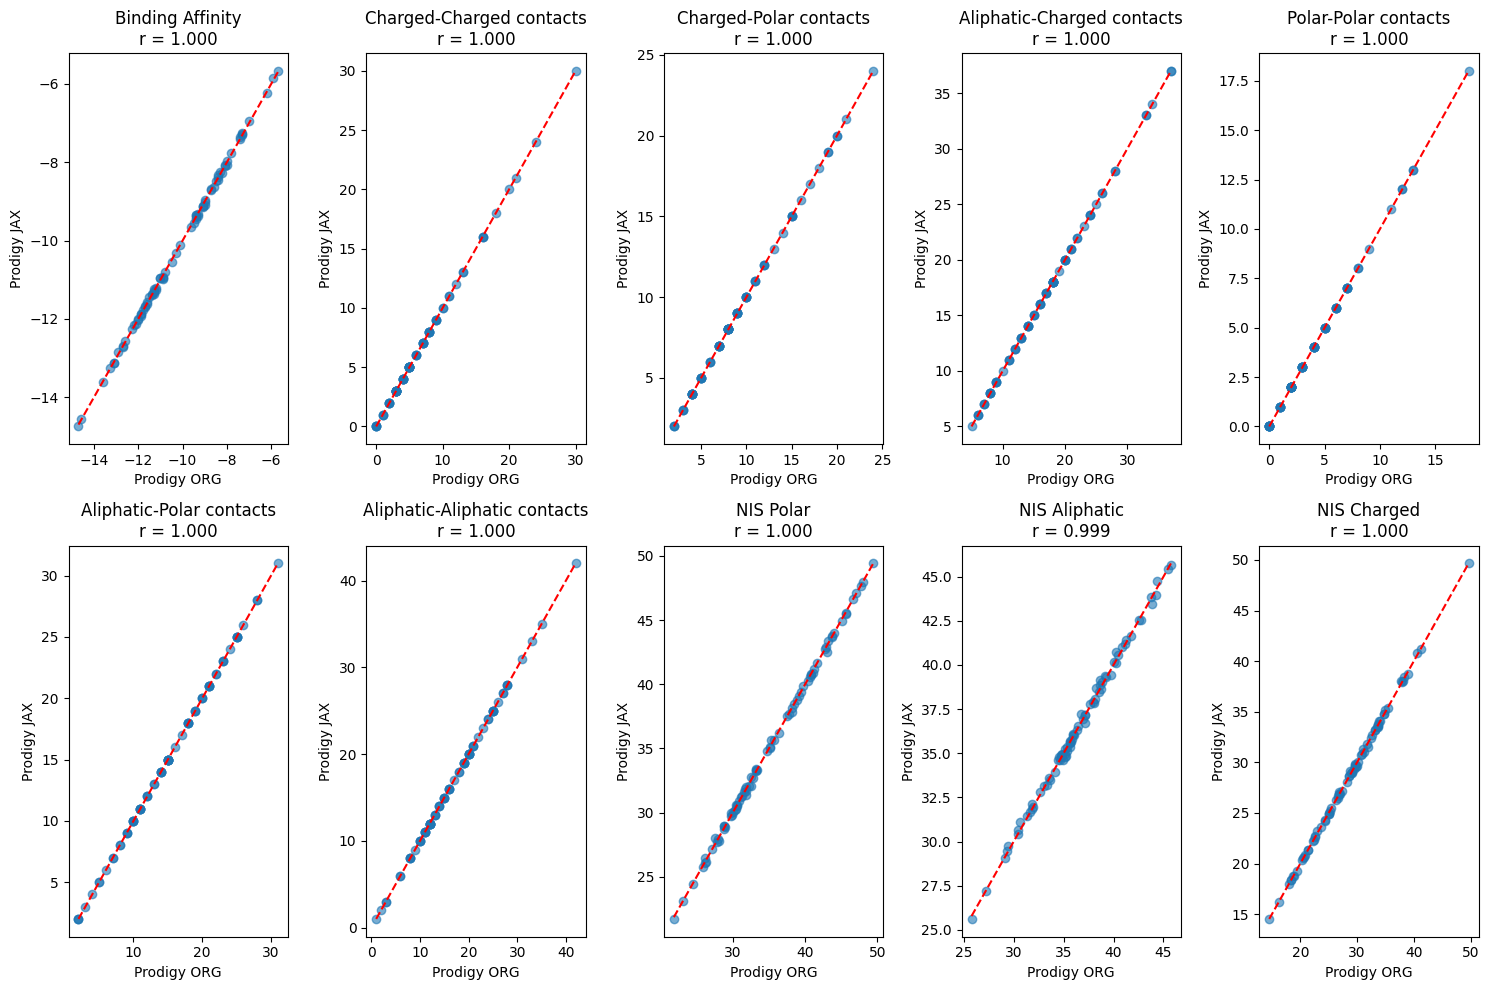 Binding Affinity
r = 1.000
Prodigy JAX
−6
−8
−10
−12
−14
−14 −12 −10 −8 −6
Prodigy ORG
Charged-Charged contacts
r = 1.000
Prodigy JAX
30
25
20
15
10
5
0
0 10 20 30
Prodigy ORG
Charged-Polar contacts
r = 1.000
Prodigy JAX
25
20
15
10
5
5 10 15 20 25
Prodigy ORG
Aliphatic-Charged contacts
r = 1.000
Prodigy JAX
35
30
25
20
15
10
5
10 20 30
Prodigy ORG
Polar-Polar contacts
r = 1.000
Prodigy JAX
17.5
15.0
12.5
10.0
7.5
5.0
2.5
0.0
0 5 10 15
Prodigy ORG
Aliphatic-Polar contacts
r = 1.000
Prodigy JAX
30
25
20
15
10
5
10 20 30
Prodigy ORG
Aliphatic-Aliphatic contacts
r = 1.000
Prodigy JAX
40
30
20
10
0
0 10 20 30 40
Prodigy ORG
NIS Polar
r = 1.000
Prodigy JAX
50
45
40
35
30
25
30 40 50
Prodigy ORG
NIS Aliphatic
r = 0.999
Prodigy JAX
45.0
42.5
40.0
37.5
35.0
32.5
30.0
27.5
25.0
25 30 35 40 45
Prodigy ORG
NIS Charged
r = 1.000
Prodigy JAX
50
45
40
35
30
25
20
15
20 30 40 50
Prodigy ORG